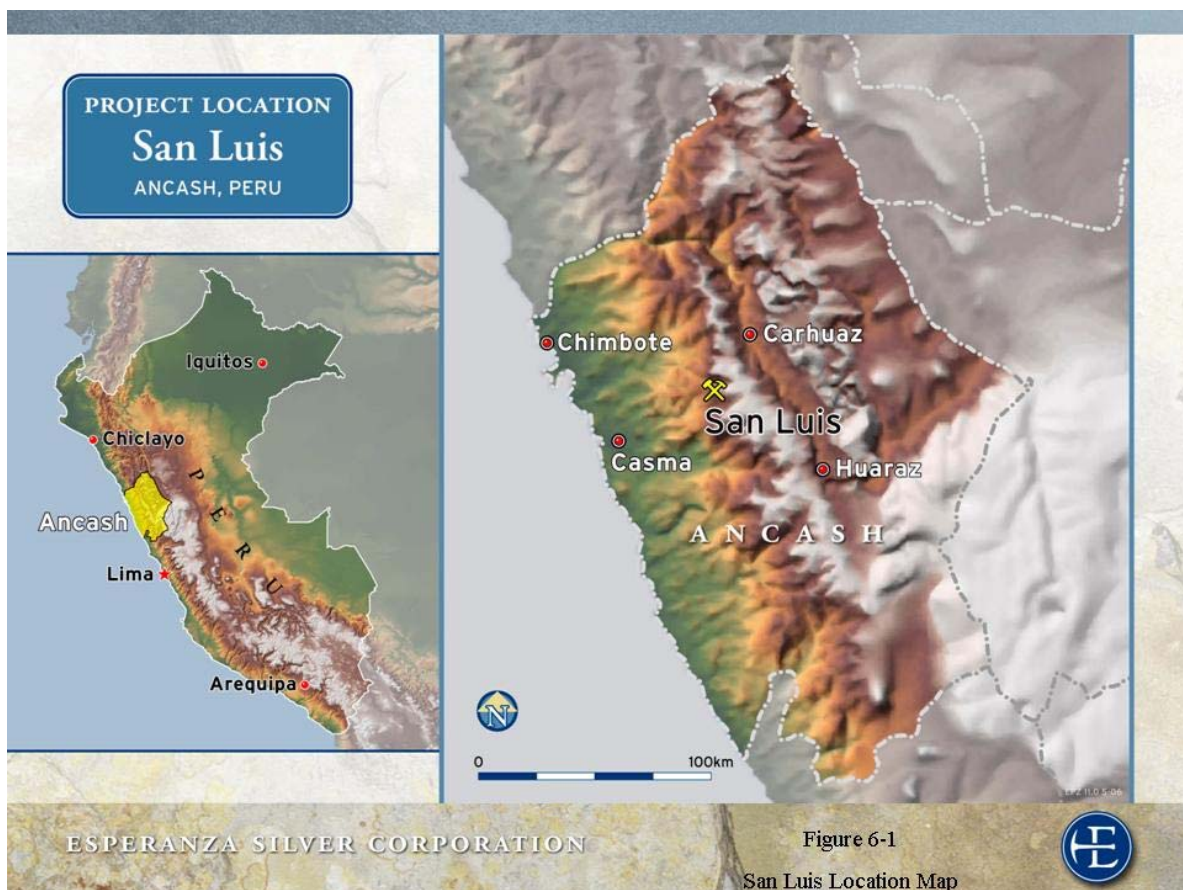 PROJECT LOCATION
San Luis
ANCASH, PERU
Iquitos
Chiclayo
PERU
Ancash
Lima
Arequipa
Chimbote
Carhuaz
San Luis
Casma
Huaraz
ANCASH
N
0 100km
ESPERANZA SILVER CORPORATION
Figure 6-1
San Luis Location Map
E